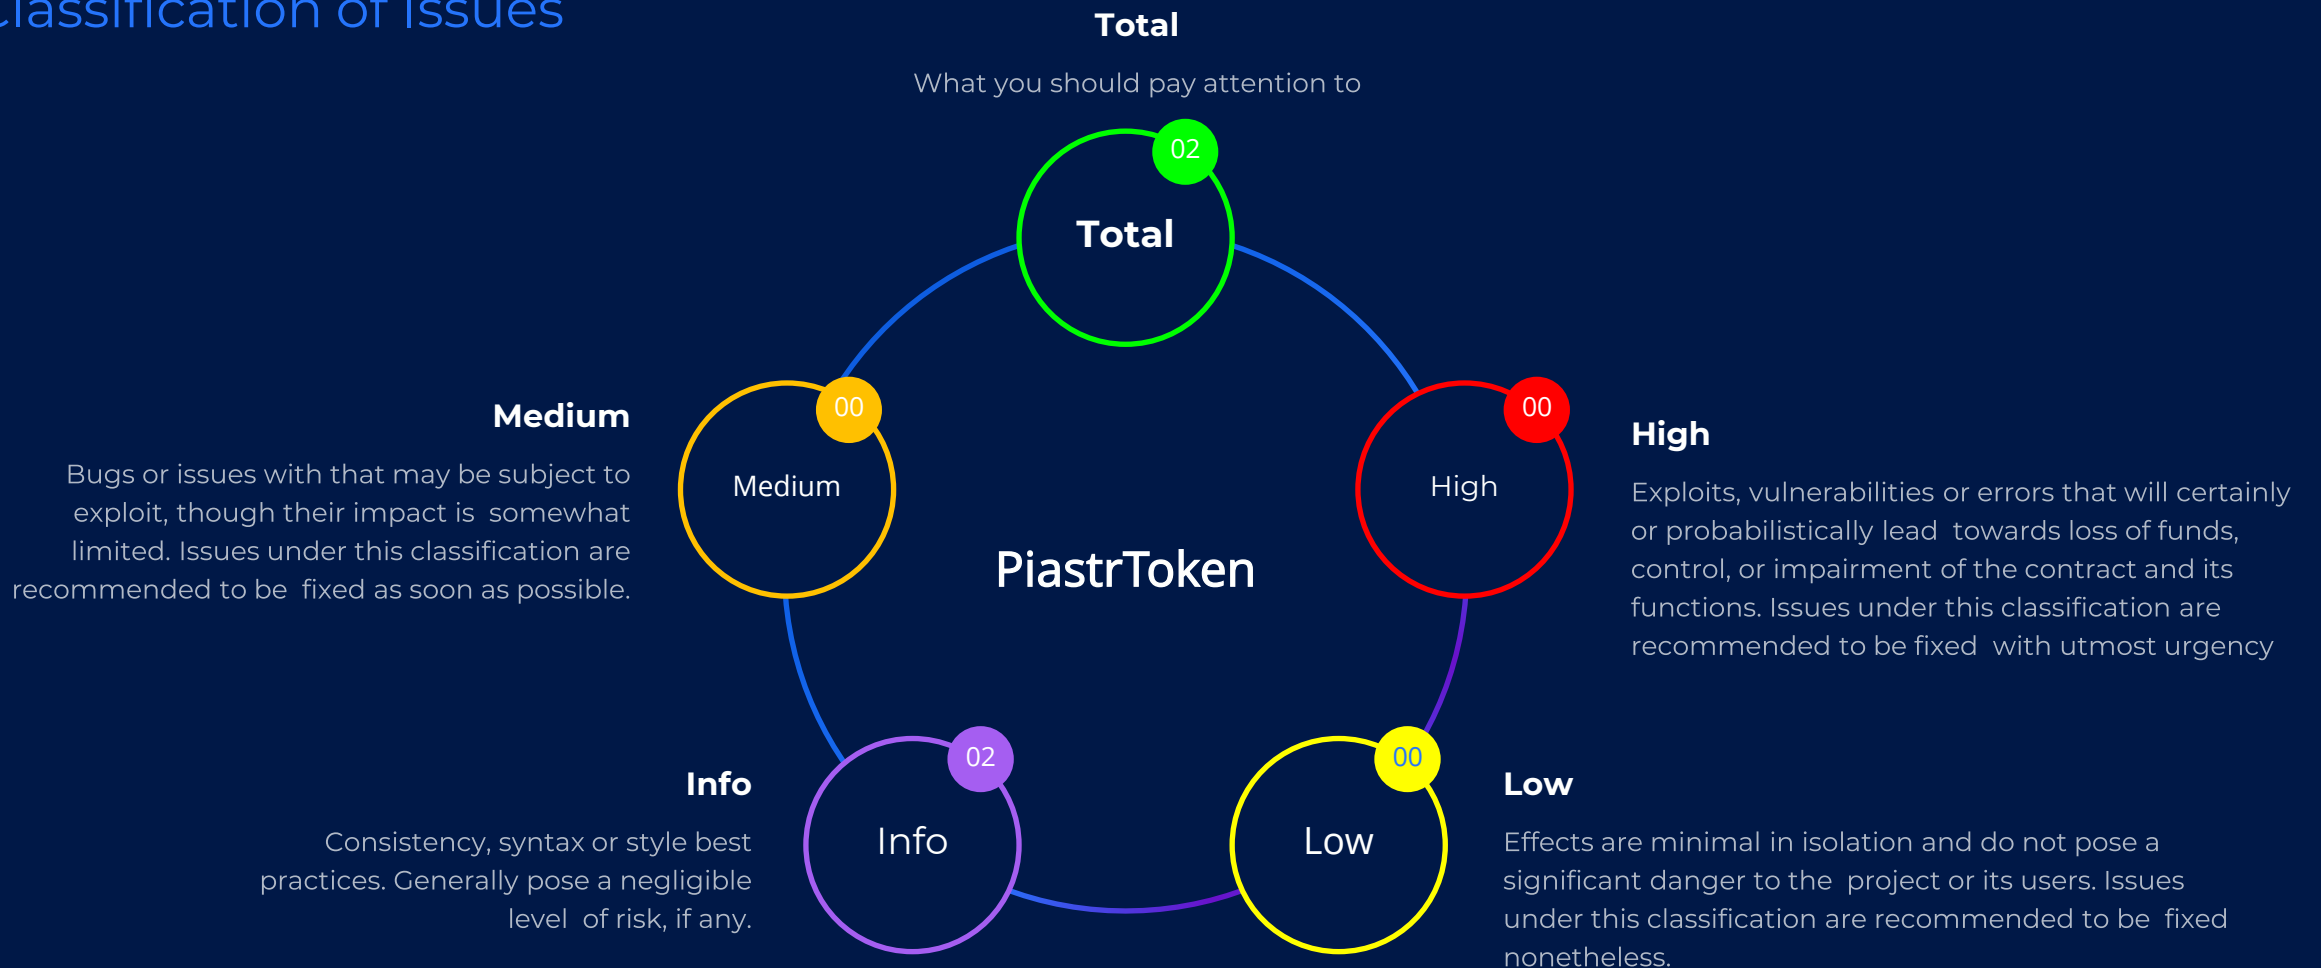 Classification of Issues
Total
What you should pay attention to
02
Total
Medium
Bugs or issues with that may be subject to
exploit, though their impact is somewhat
limited. Issues under this classification are
recommended to be fixed as soon as possible.
00
Medium
00
High
High
Exploits, vulnerabilities or errors that will certainly
or probabilistically lead towards loss of funds,
control, or impairment of the contract and its
functions. Issues under this classification are
recommended to be fixed with utmost urgency
PiastrToken
Info
Consistency, syntax or style best
practices. Generally pose a negligible
level of risk, if any.
02
Info
00
Low
Low
Effects are minimal in isolation and do not pose a
significant danger to the project or its users. Issues
under this classification are recommended to be fixed
nonetheless.